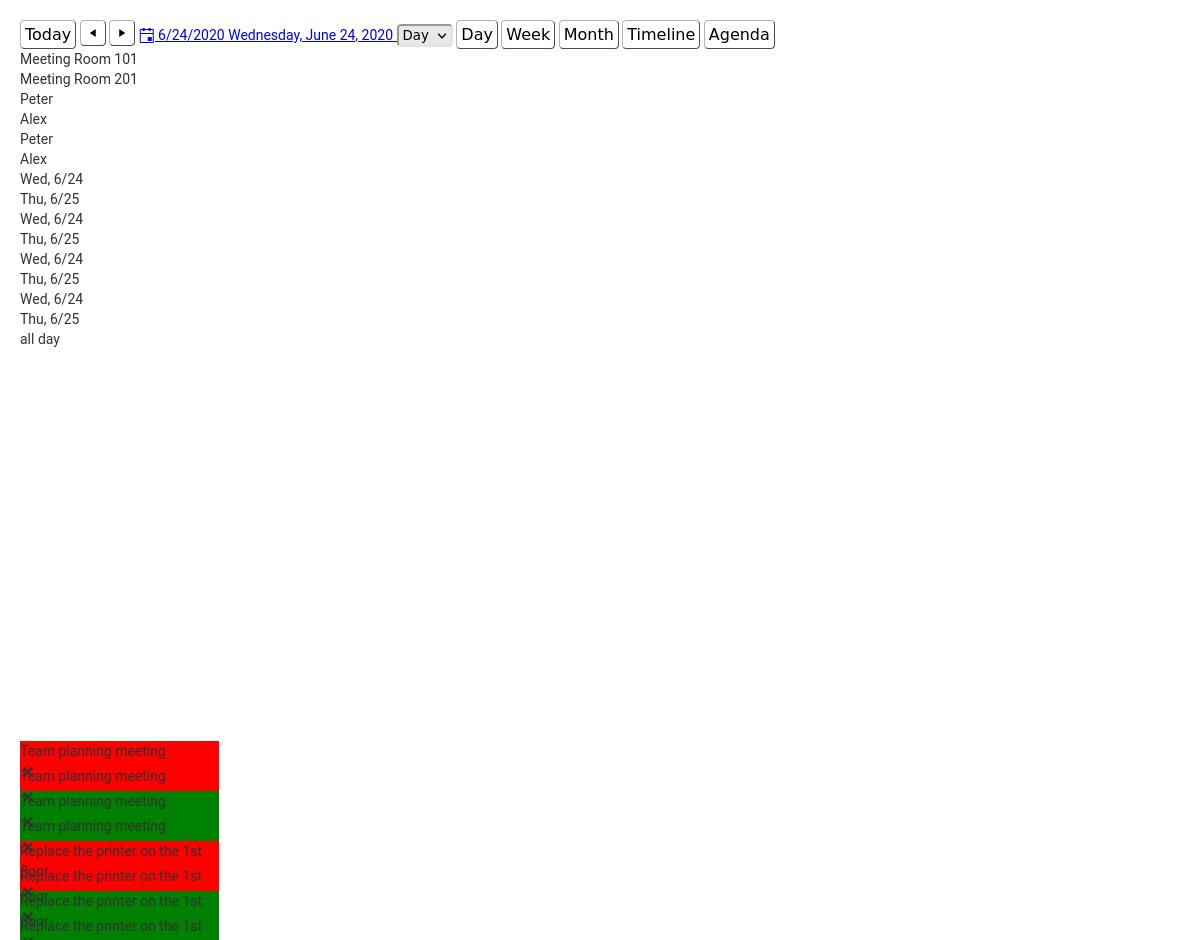 Today 6/24/2020 Wednesday, June 24, 2020 Day Day Week Month Timeline Agenda
Meeting Room 101
Meeting Room 201
Peter
Alex
Peter
Alex
Wed, 6/24
Thu, 6/25
Wed, 6/24
Thu, 6/25
Wed, 6/24
Thu, 6/25
Wed, 6/24
Thu, 6/25
all day
Team planning meeting
Team planning meeting
Team planning meeting
Team planning meeting
Replace the printer on the 1st
floor
Replace the printer on the 1st
floor
Replace the printer on the 1st
floor
Replace the printer on the 1st